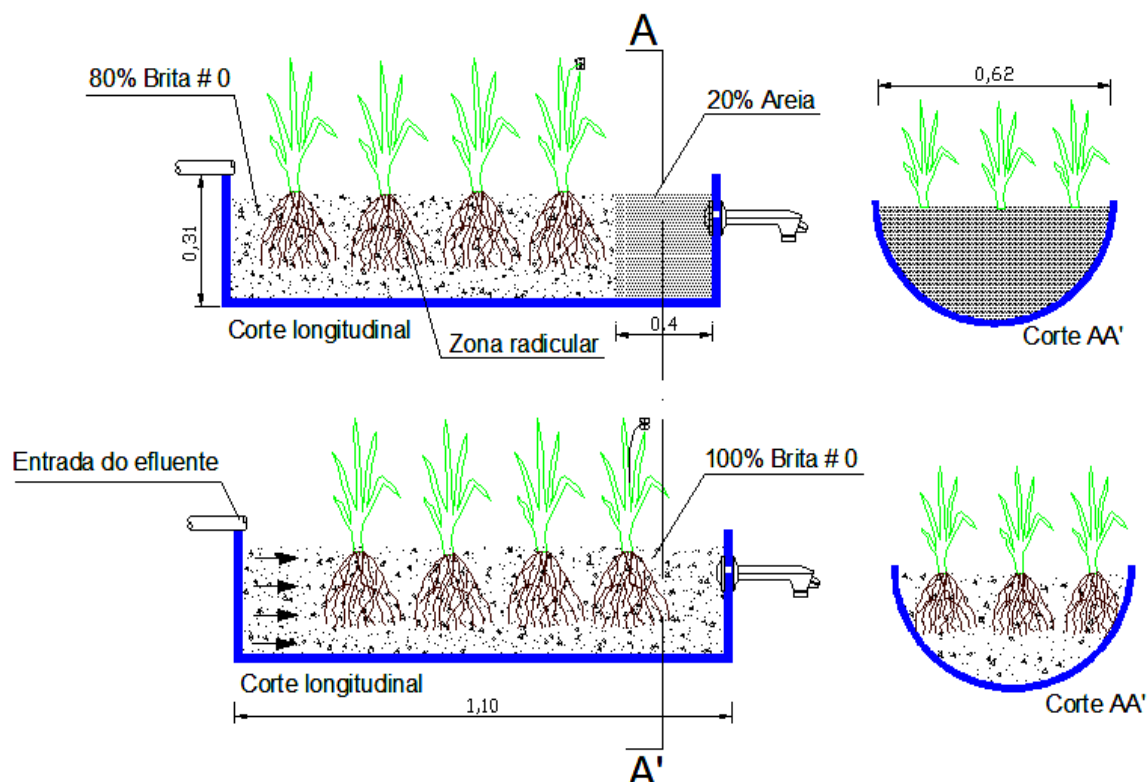 A
80% Brita # 0
20% Areia
0,62
0,31
Corte longitudinal
0,4
Zona radicular
Corte AA'
Entrada do efluente
100% Brita # 0
Corte longitudinal
1,10
Corte AA'
A'